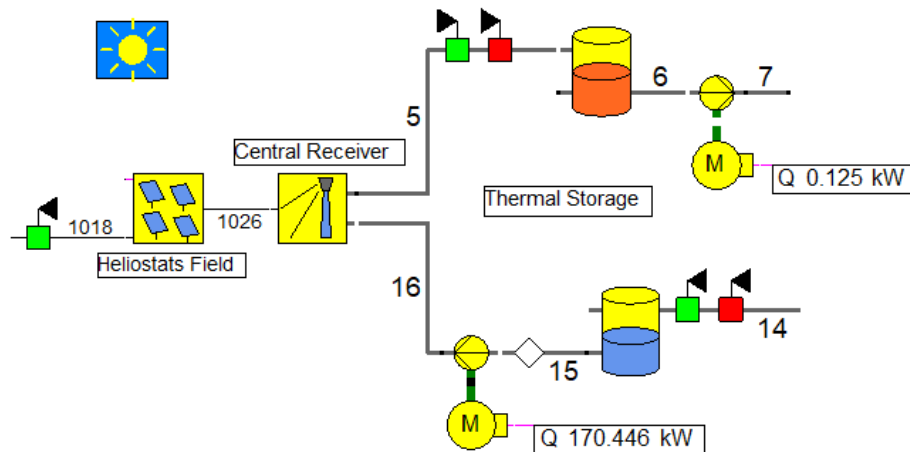 6
7
5
Central Receiver
M
Q 0.125 kW
Thermal Storage
1018
1026
Heliostats Field
16
14
15
M
Q 170.446 kW